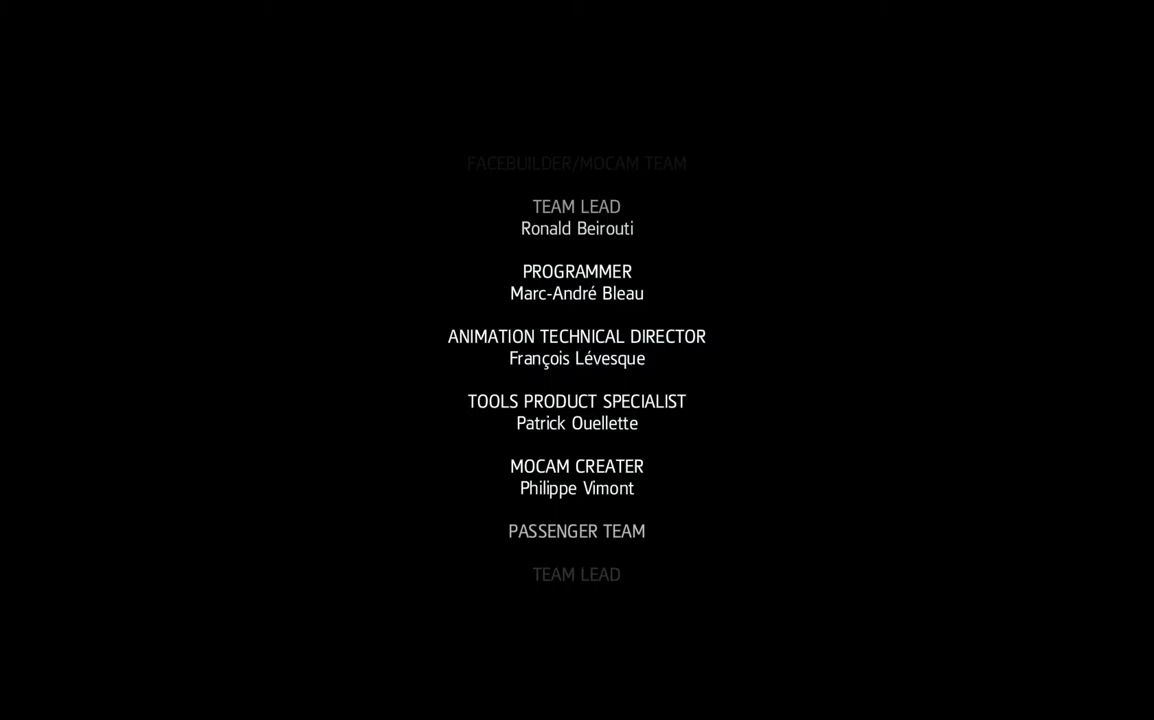 FACEBUILDER/MOCAM TEAM
TEAM LEAD
Ronald Beirouti
PROGRAMMER
Marc-André Bleau
ANIMATION TECHNICAL DIRECTOR
François Lévesque
TOOLS PRODUCT SPECIALIST
Patrick Ouellette
MOCAM CREATER
Philippe Vimont
PASSENGER TEAM
TEAM LEAD